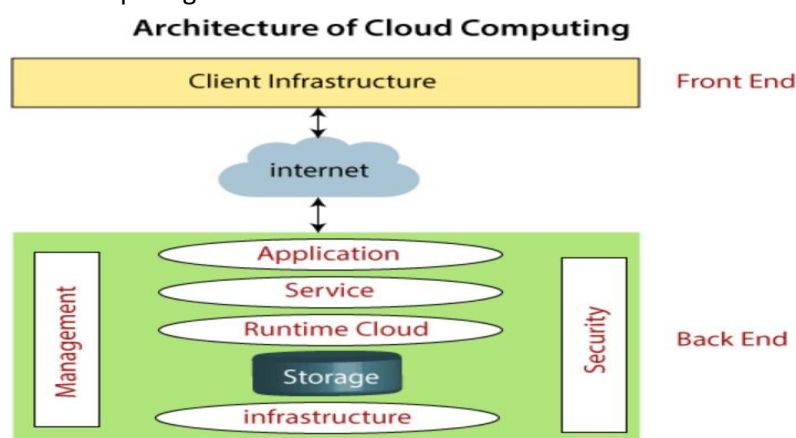 Architecture of Cloud Computing
Client Infrastructure
Front End
internet
Application
Service
Runtime Cloud
Storage
infrastructure
Management
Security
Back End